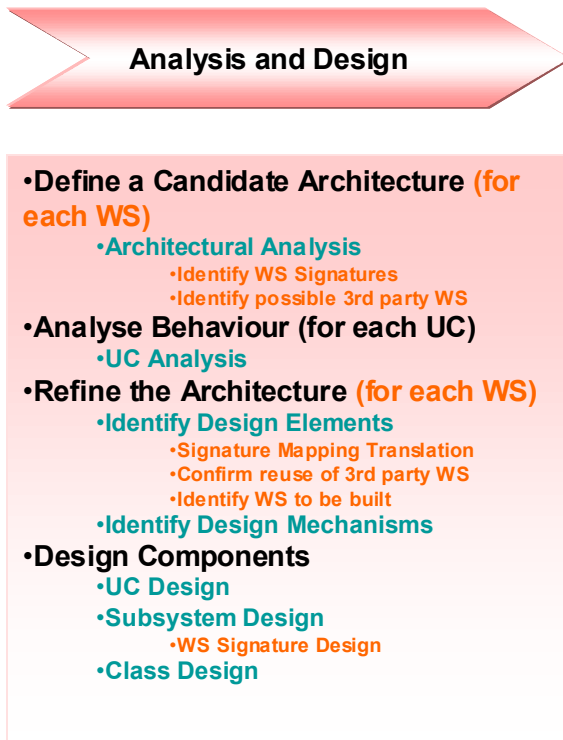 Analysis and Design
•Define a Candidate Architecture (for
each WS)
•Architectural Analysis
•Identify WS Signatures
•Identify possible 3rd party WS
•Analyse Behaviour (for each UC)
•UC Analysis
•Refine the Architecture (for each WS)
•Identify Design Elements
•Signature Mapping Translation
•Confirm reuse of 3rd party WS
•Identify WS to be built
•Identify Design Mechanisms
•Design Components
•UC Design
•Subsystem Design
•WS Signature Design
•Class Design